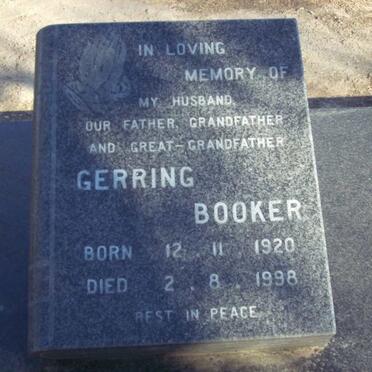 IN LOVING
MEMORY OF
MY HUSBAND,
OUR FATHER, GRANDFATHER
AND GREAT-GRANDFATHER
GERRING
BOOKER
BORN 12 . 11 . 1920
DIED 2 . 8 . 1998
REST IN PEACE